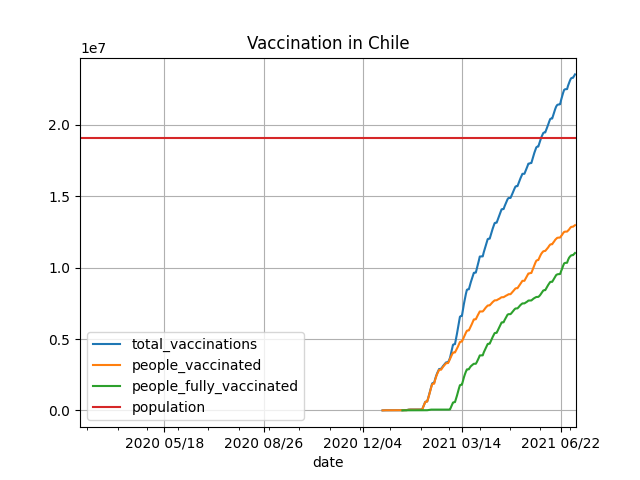 Vaccination in Chile
1e7
2.0
1.5
1.0
0.5
0.0
total_vaccinations
people_vaccinated
people_fully_vaccinated
population
2020 05/18 2020 08/26 2020 12/04 2021 03/14 2021 06/22
date